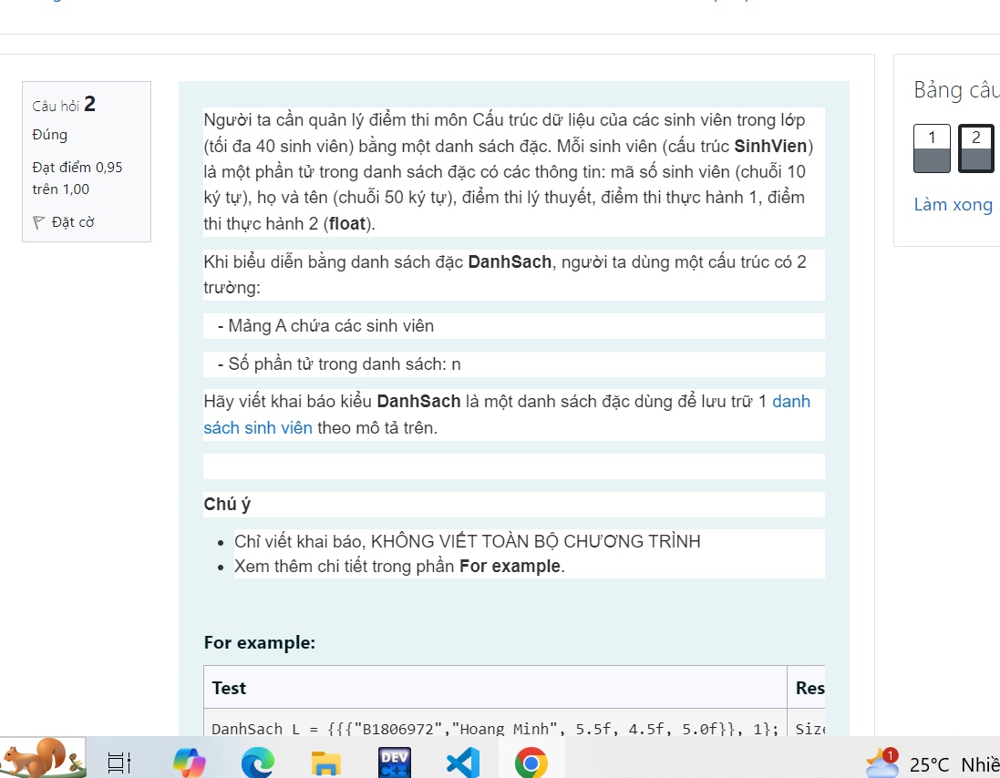 Câu hỏi 2
Đúng
Đạt điểm 0,95
trên 1,00
Đặt cờ
Người ta cần quản lý điểm thi môn Cấu trúc dữ liệu của các sinh viên trong lớp
(tối đa 40 sinh viên) bằng một danh sách đặc. Mỗi sinh viên (cấu trúc SinhVien)
là một phần tử trong danh sách đặc có các thông tin: mã số sinh viên (chuỗi 10
ký tự), họ và tên (chuỗi 50 ký tự), điểm thi lý thuyết, điểm thi thực hành 1, điểm
thi thực hành 2 (float).
Khi biểu diễn bằng danh sách đặc DanhSach, người ta dùng một cấu trúc có 2
trường:
- Mảng A chứa các sinh viên
- Số phần tử trong danh sách: n
Hãy viết khai báo kiểu DanhSach là một danh sách đặc dùng để lưu trữ 1 danh
sách sinh viên theo mô tả trên.
Chú ý
• Chỉ viết khai báo, KHÔNG VIẾT TOÀN BỘ CHƯƠNG TRÌNH
• Xem thêm chi tiết trong phần For example.
For example:
Test Res
DanhSach L = {{{"B1806972","Hoang Minh", 5.5f, 4.5f, 5.0f}}, 1}; Size
Bảng câu
1 2
Làm xong
DEV
C++
1
25°C Nhiề